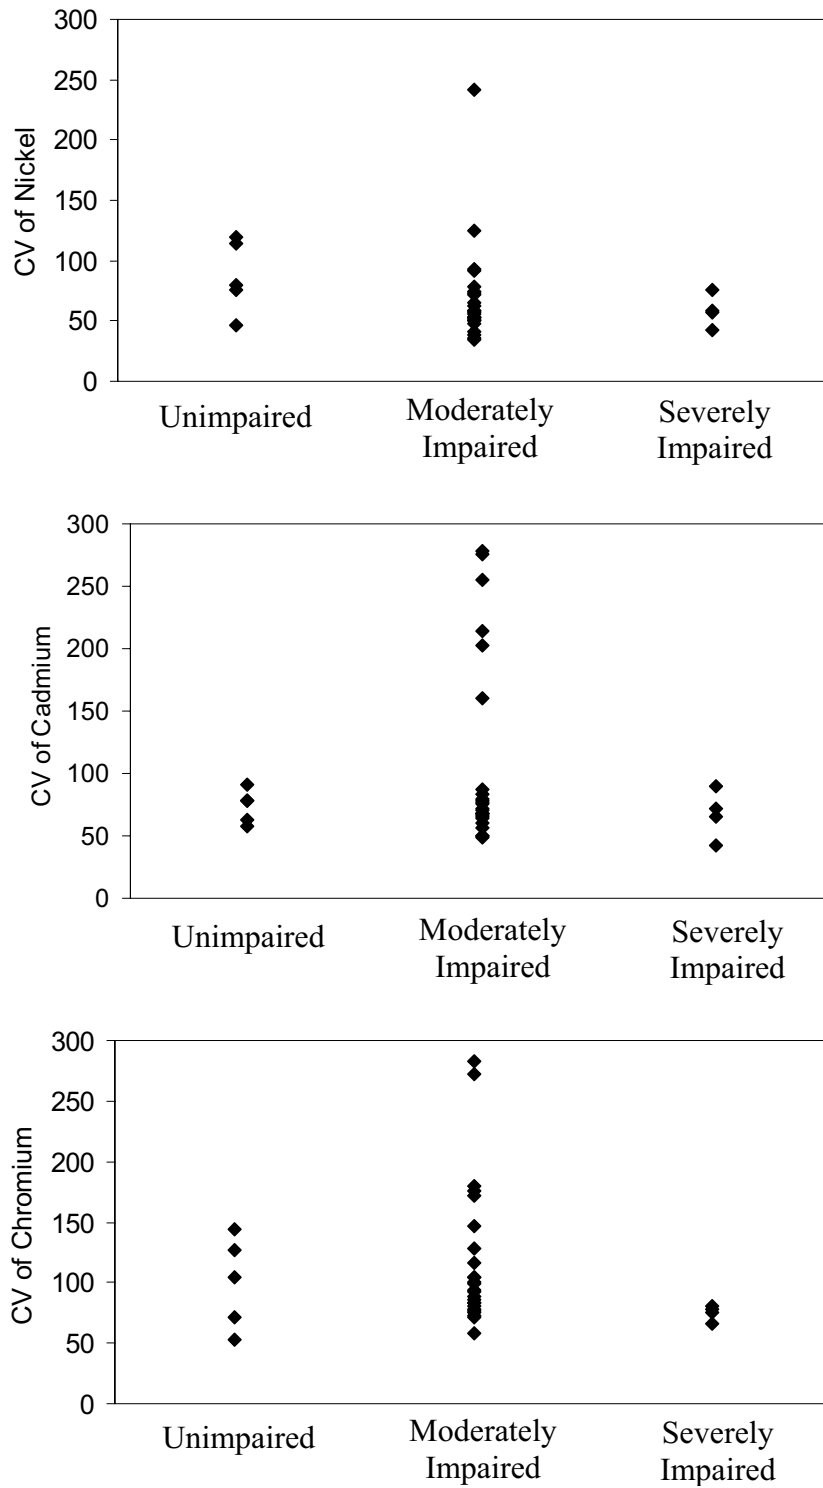 300
250
200
150
100
50
0
CV of Nickel
Unimpaired
Moderately
Impaired
Severely
Impaired
300
250
200
150
100
50
0
CV of Cadmium
Unimpaired
Moderately
Impaired
Severely
Impaired
300
250
200
150
100
50
0
CV of Chromium
Unimpaired
Moderately
Impaired
Severely
Impaired